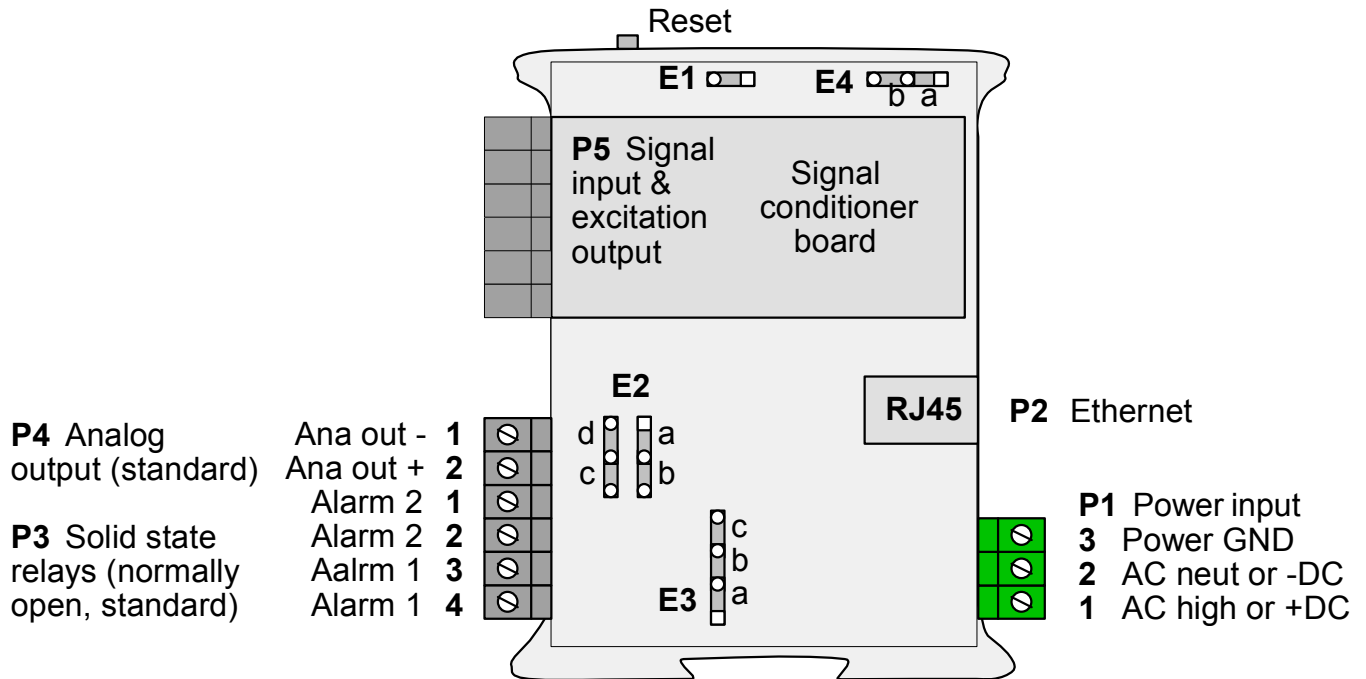 Reset
E1
E4
b a
P5 Signal
input &
excitation
output
Signal
conditioner
board
E2
d
a
c
b
RJ45
P2 Ethernet
P4 Analog
output (standard)
Ana out - 1
Ana out + 2
Alarm 2 1
Alarm 2 2
Aalrm 1 3
Alarm 1 4
P3 Solid state
relays (normally
open, standard)
c
b
a
E3
P1 Power input
3 Power GND
2 AC neut or -DC
1 AC high or +DC